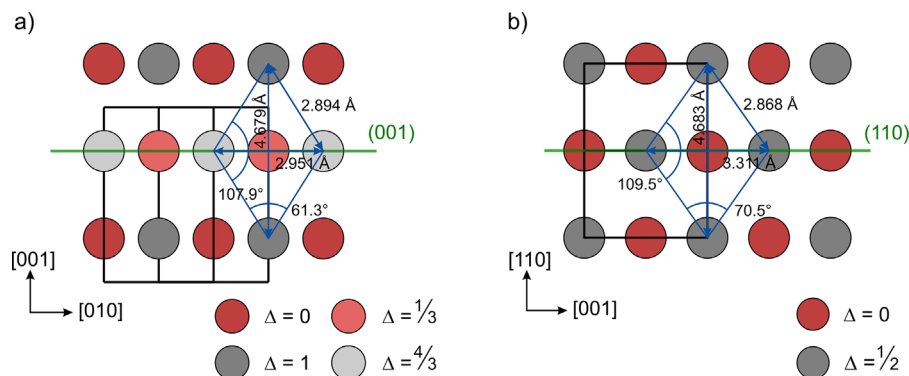 a)
4.679 Å
2.894 Å
(001)
2.951 Å
107.9°
61.3°
[001]
[010]
Δ = 0
Δ = 1/3
Δ = 1
Δ = 4/3
b)
4.683 Å
2.868 Å
(110)
3.311 Å
109.5°
70.5°
[110]
[001]
Δ = 0
Δ = 1/2